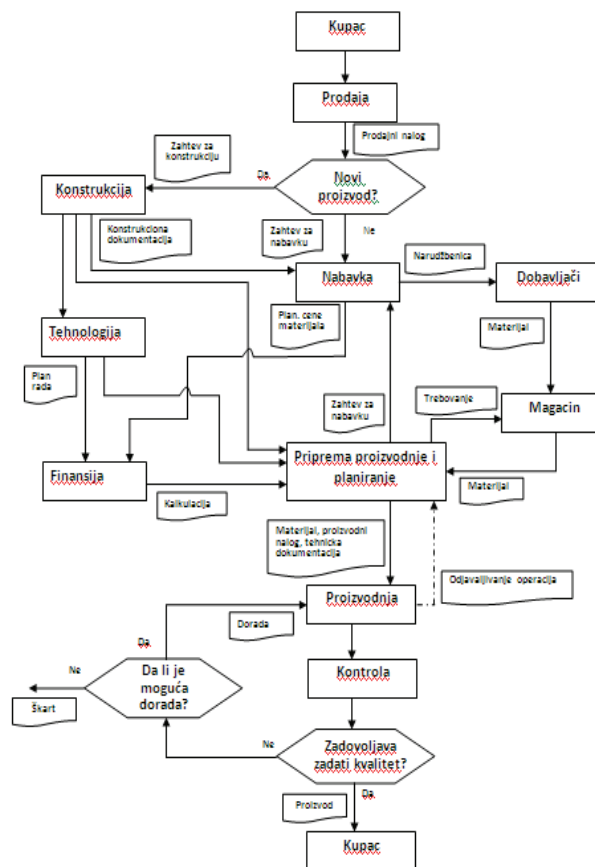 Kupac
Prodaja
Prodajni nalog
Zahtev za
konstrukciju
Da
Novi
proizvod?
Konstrukcija
Konstrukciona
dokumentacija
Zahtev za
nabavku
Ne
Nabavka
Narudžbenica
Dobavljači
Plan. cene
materijala
Materijal
Tehnologija
Plan
rada
Zahtev za
nabavku
Trebovanje
Magacin
Priprema proizvodnje i
planiranje
Finansija
Kalkulacija
Materijal
Materijal, proizvodni
nalog, tehnicka
dokumentacija
Odjavaljivanje operacija
Proizvodnja
Dorada
Da
Ne
Da li je
moguća
dorada?
Kontrola
Škart
Ne
Zadovoljava
zadati kvalitet?
Proizvod
Da
Kupac